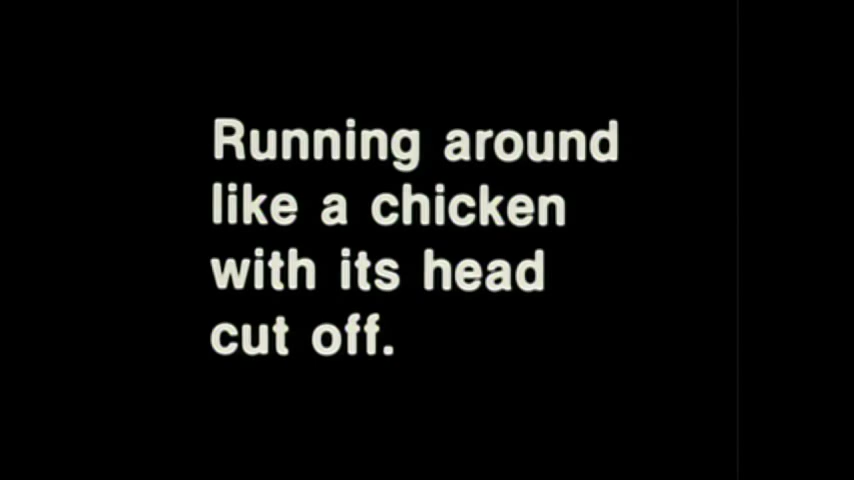 Running around
like a chicken
with its head
cut off.